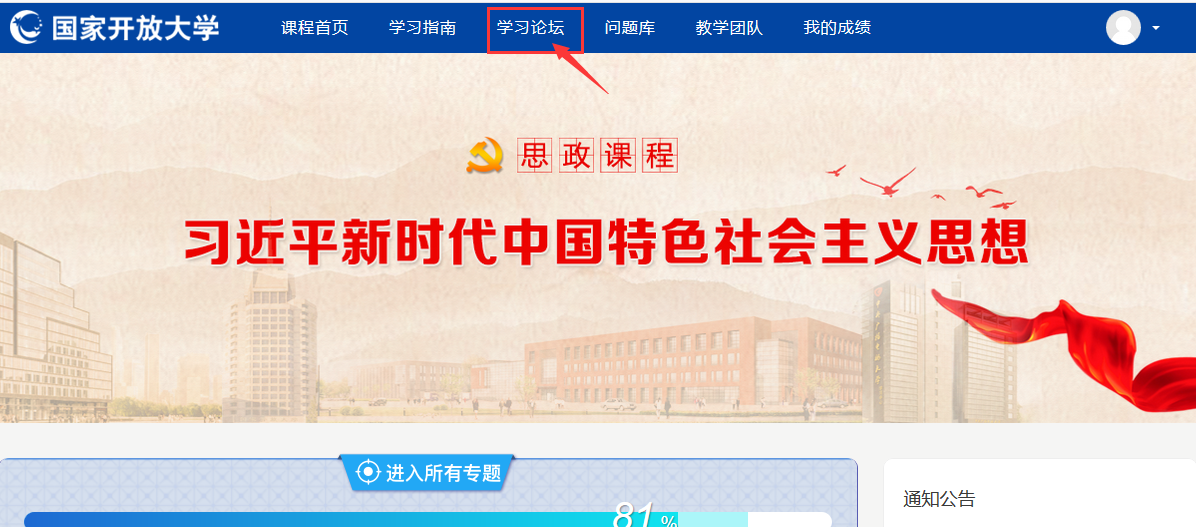 国家开放大学 课程首页 学习指南 学习论坛 问题库 教学团队 我的成绩
思政课程
习近平新时代中国特色社会主义思想
进入所有专题
通知公告
81 %